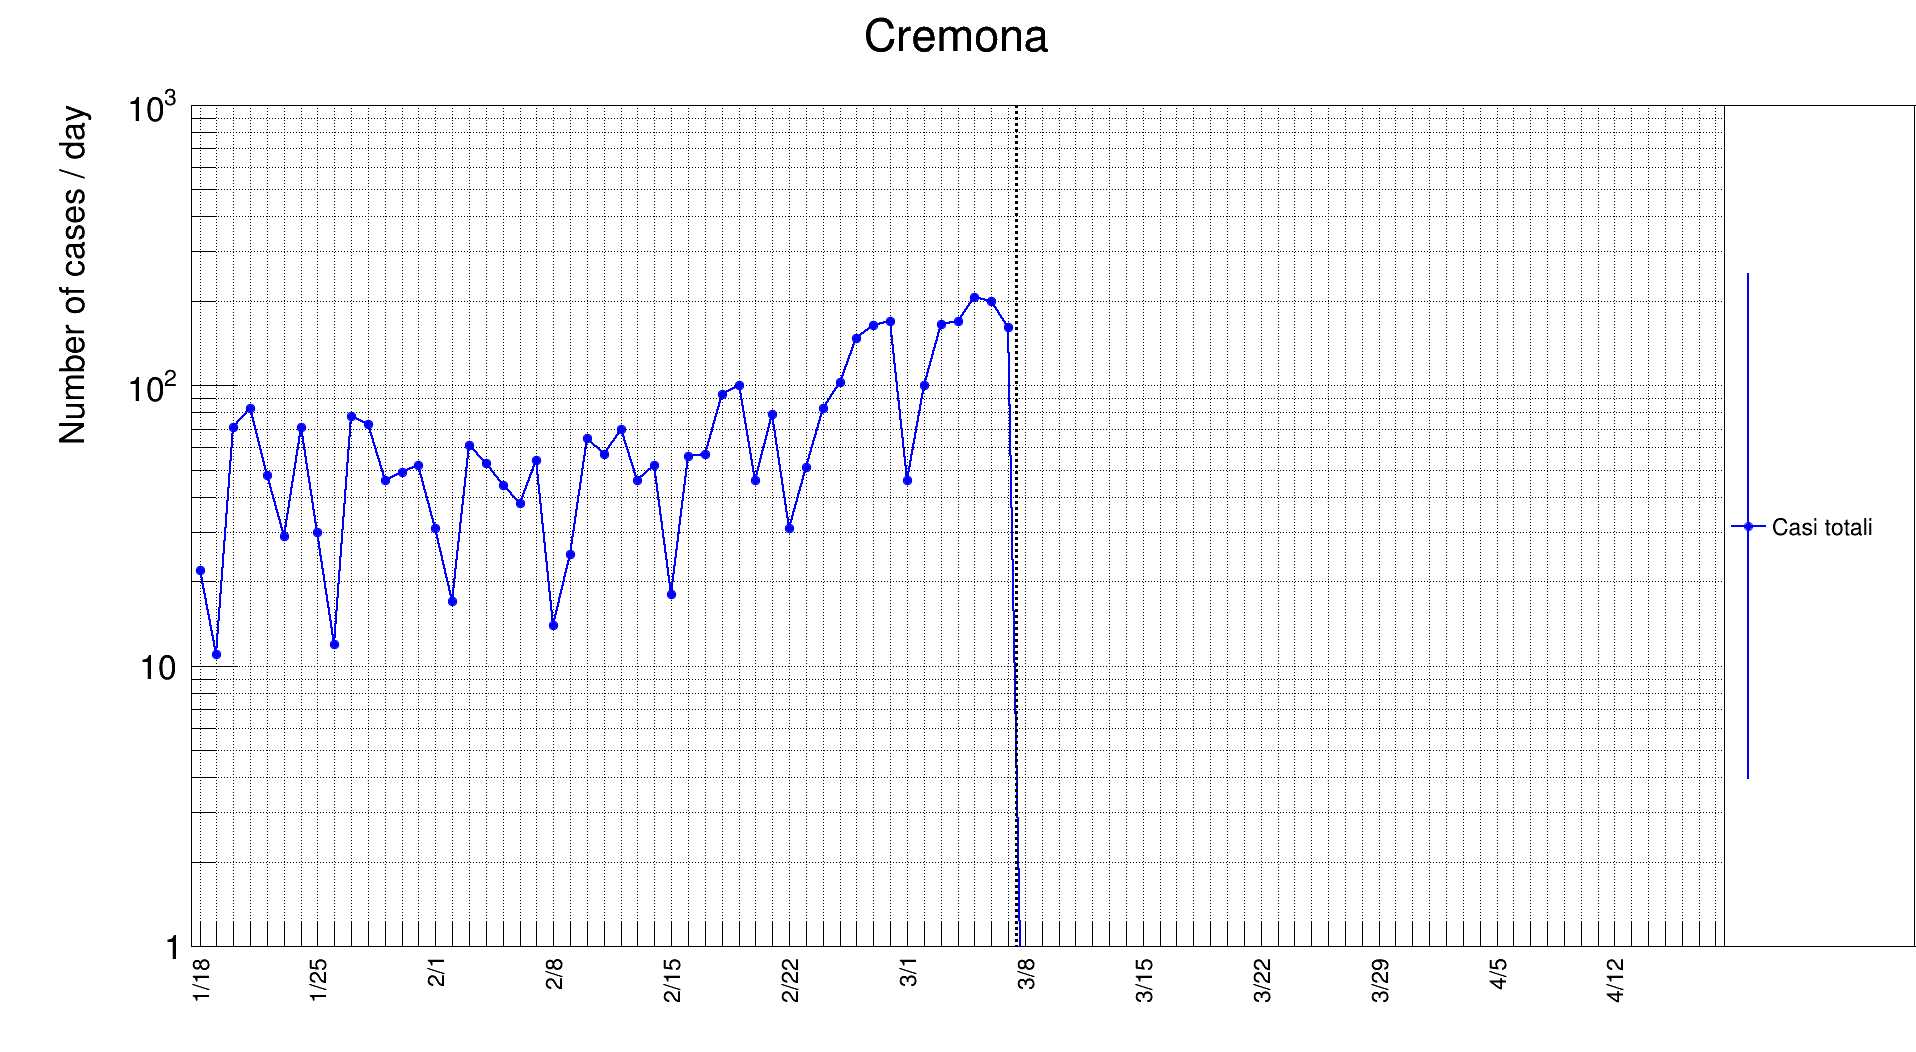 Cremona
Number of cases / day
10³
10²
10
1
1/18 1/25 2/1 2/8 2/15 2/22 3/1 3/8 3/15 3/22 3/29 4/5 4/12
Casi totali